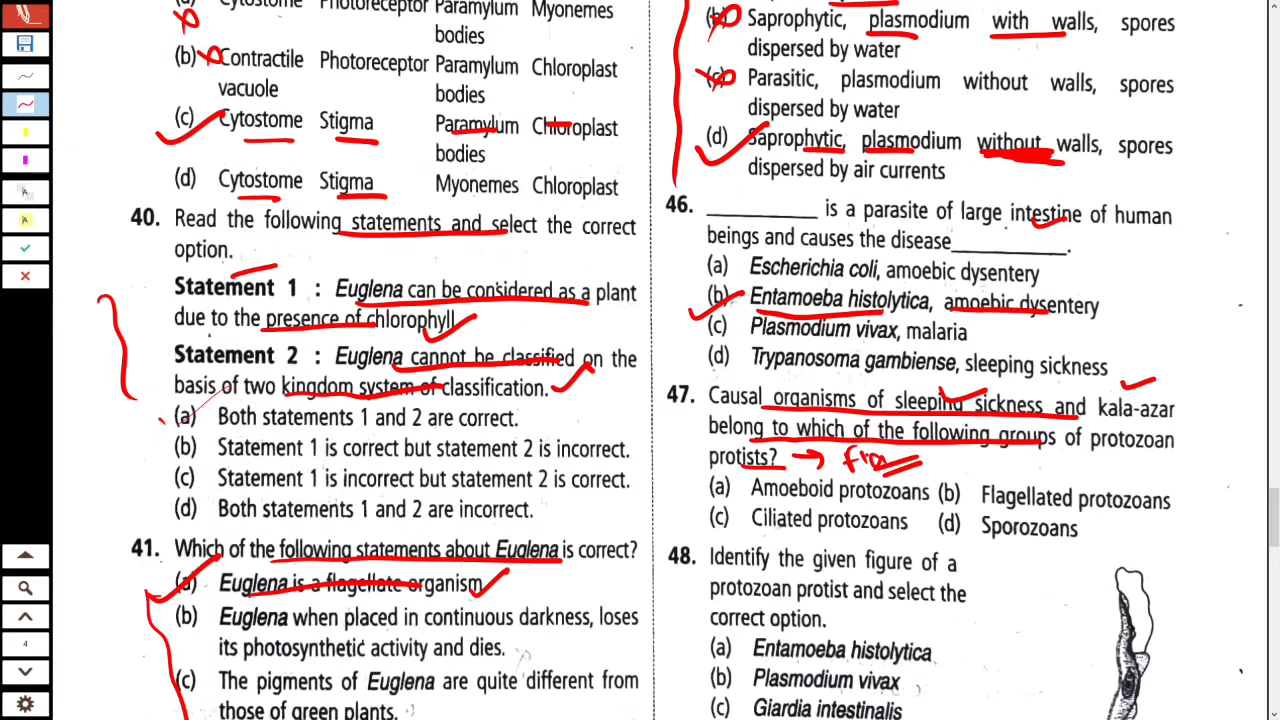 Cytostome Photoreceptor Paramylum Myonemes
bodies
(b) Contractile Photoreceptor Paramylum Chloroplast
vacuole bodies
(c) Cytostome Stigma Paramylum Chloroplast
bodies
(d) Cytostome Stigma Myonemes Chloroplast
40. Read the following statements and select the correct
option.
Statement 1 : Euglena can be considered as a plant
due to the presence of chlorophyll.
Statement 2 : Euglena cannot be classified on the
basis of two kingdom system of classification.
(a) Both statements 1 and 2 are correct.
(b) Statement 1 is correct but statement 2 is incorrect.
(c) Statement 1 is incorrect but statement 2 is correct.
(d) Both statements 1 and 2 are incorrect.
41. Which of the following statements about Euglena is correct?
(a) Euglena is a flagellate organism
(b) Euglena when placed in continuous darkness, loses
its photosynthetic activity and dies.
(c) The pigments of Euglena are quite different from
those of green plants.
(b) Saprophytic, plasmodium with walls, spores
dispersed by water
(c) Parasitic, plasmodium without walls, spores
dispersed by water
(d) Saprophytic, plasmodium without walls, spores
dispersed by air currents
46. __________ is a parasite of large intestine of human
beings and causes the disease__________.
(a) Escherichia coli, amoebic dysentery
(b) Entamoeba histolytica, amoebic dysentery
(c) Plasmodium vivax, malaria
(d) Trypanosoma gambiense, sleeping sickness
47. Causal organisms of sleeping sickness and kala-azar
belong to which of the following groups of protozoan
protists?
(a) Amoeboid protozoans (b) Flagellated protozoans
(c) Ciliated protozoans (d) Sporozoans
48. Identify the given figure of a
protozoan protist and select the
correct option.
(a) Entamoeba histolytica
(b) Plasmodium vivax
(c) Giardia intestinalis
4